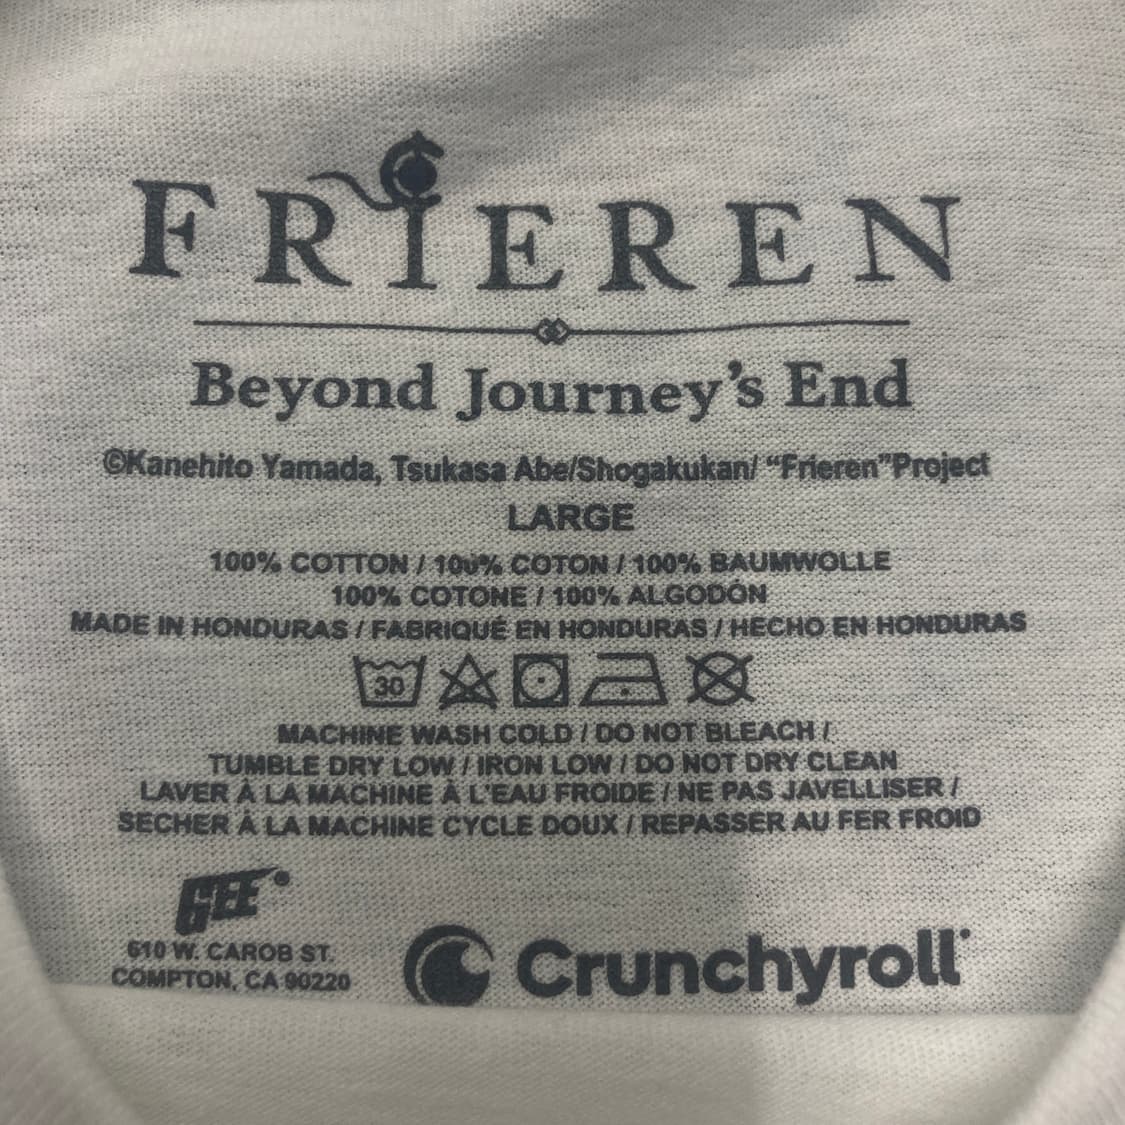 FRIEREN
Beyond Journey's End
©Kanehito Yamada, Tsukasa Abe/Shogakukan/ “Frieren”Project
LARGE
100% COTTON / 100% COTON / 100% BAUMWOLLE
100% COTONE / 100% ALGODÓN
MADE IN HONDURAS / FABRIQUÉ EN HONDURAS / HECHO EN HONDURAS
30
MACHINE WASH COLD / DO NOT BLEACH /
TUMBLE DRY LOW / IRON LOW / DO NOT DRY CLEAN
LAVER À LA MACHINE À L'EAU FROIDE / NE PAS JAVELLISER /
SECHER À LA MACHINE CYCLE DOUX / REPASSER AU FER FROID
GEE
610 W. CAROB ST.
COMPTON, CA 90220
Crunchyroll